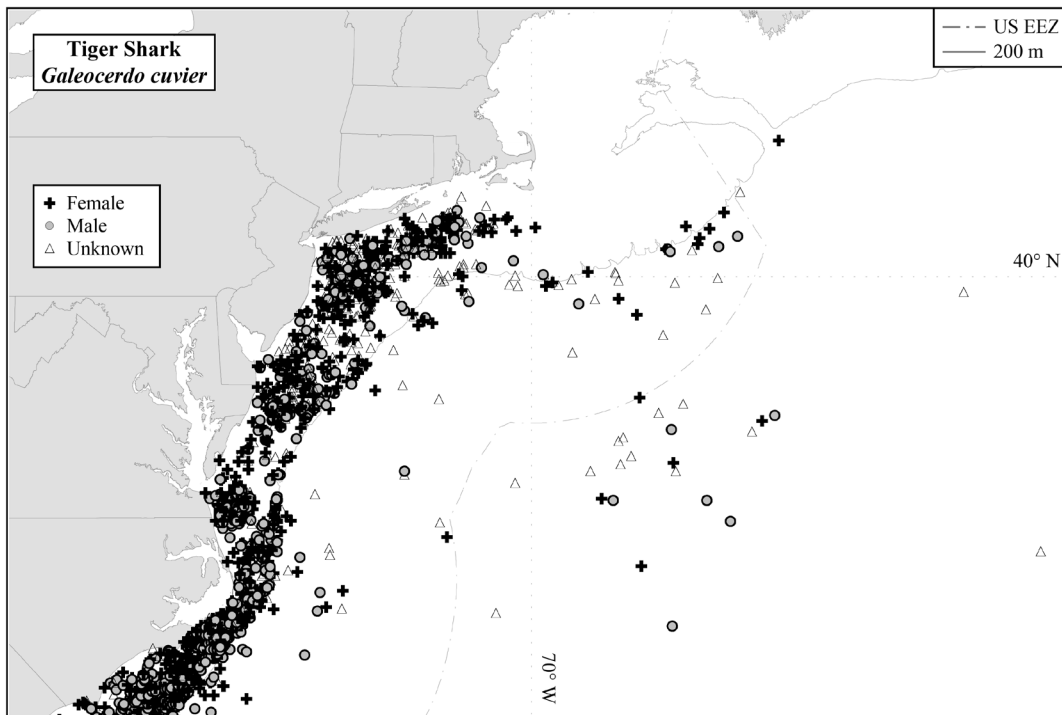 Tiger Shark
Galeocerdo cuvier
US EEZ
200 m
Female
Male
Unknown
40° N
70° W